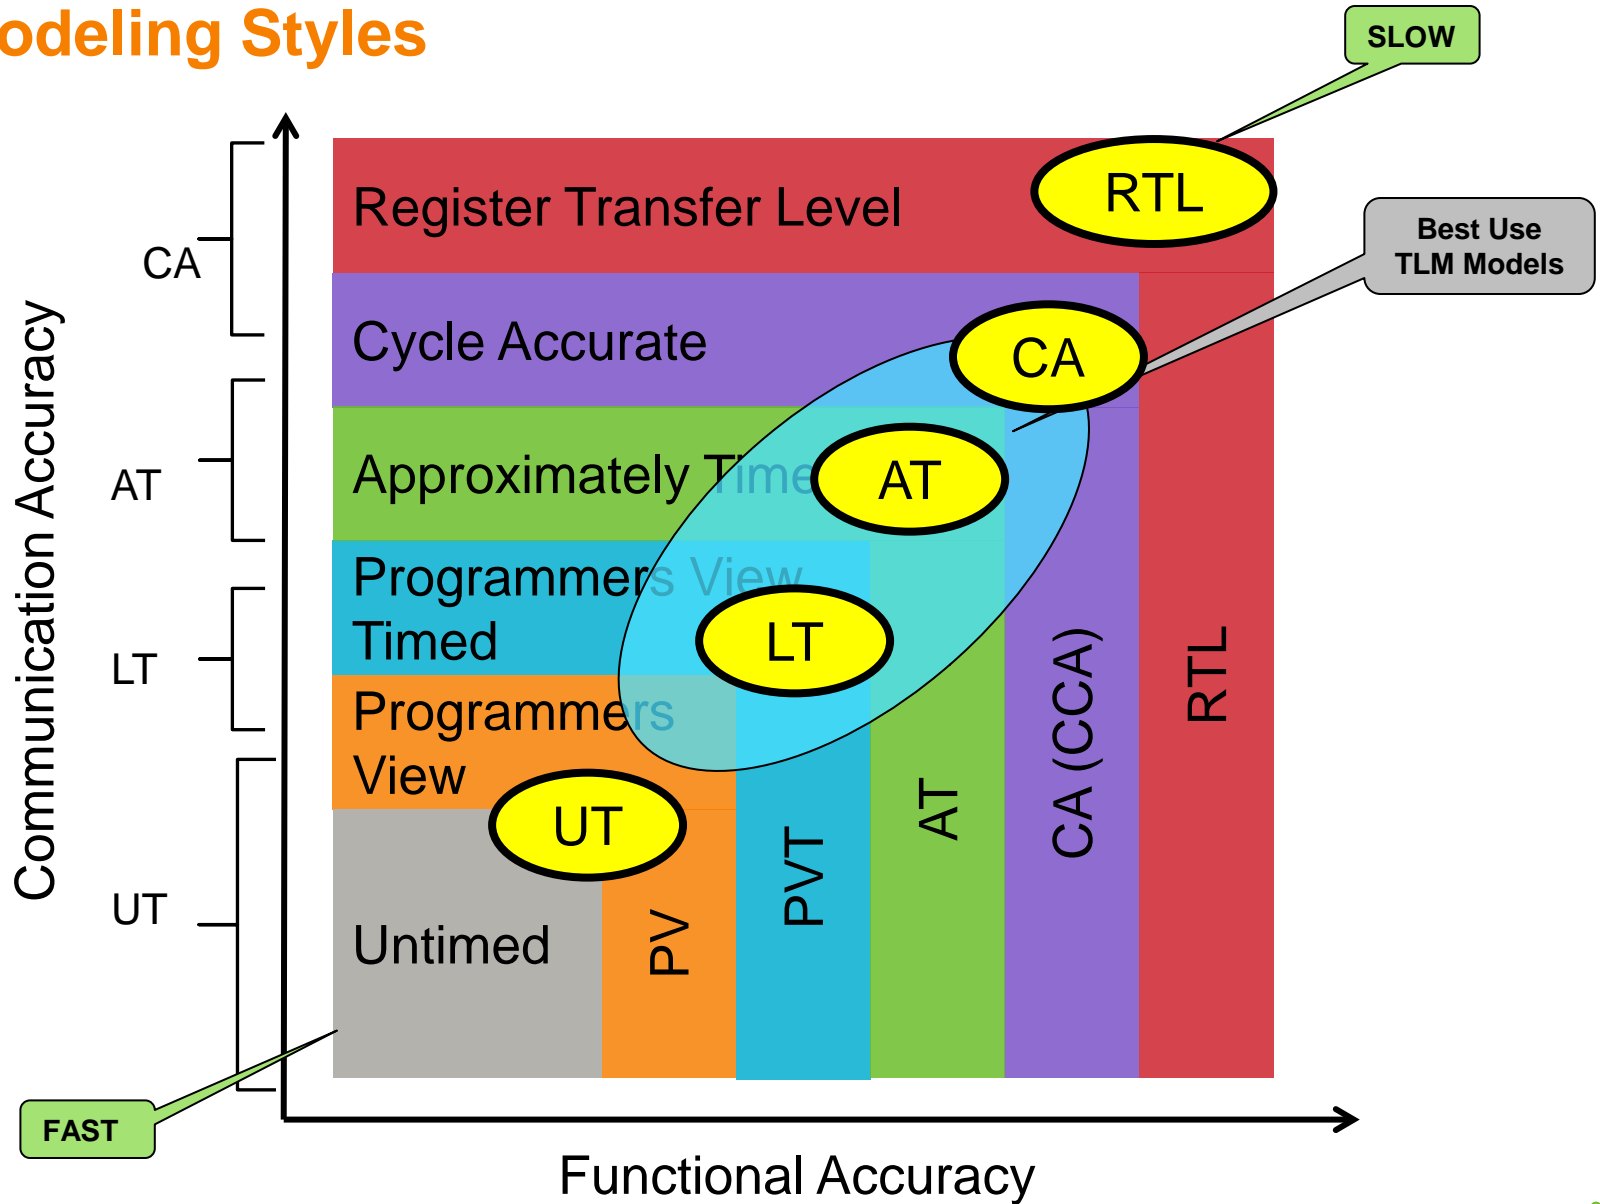 odeling Styles
SLOW
Register Transfer Level
RTL
Best Use
TLM Models
CA
Cycle Accurate
CA
Communication Accuracy
AT
Approximately Time
AT
Programmers View
Timed
LT
LT
Programmers
View
UT
UT
Untimed
PV
PVT
AT
CA (CCA)
RTL
FAST
Functional Accuracy